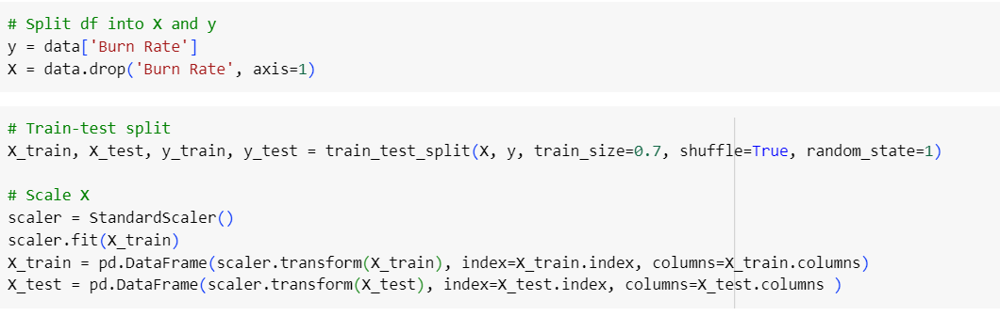 # Split df into X and y
y = data['Burn Rate']
X = data.drop('Burn Rate', axis=1)
# Train-test split
X_train, X_test, y_train, y_test = train_test_split(X, y, train_size=0.7, shuffle=True, random_state=1)
# Scale X
scaler = StandardScaler()
scaler.fit(X_train)
X_train = pd.DataFrame(scaler.transform(X_train), index=X_train.index, columns=X_train.columns)
X_test = pd.DataFrame(scaler.transform(X_test), index=X_test.index, columns=X_test.columns )